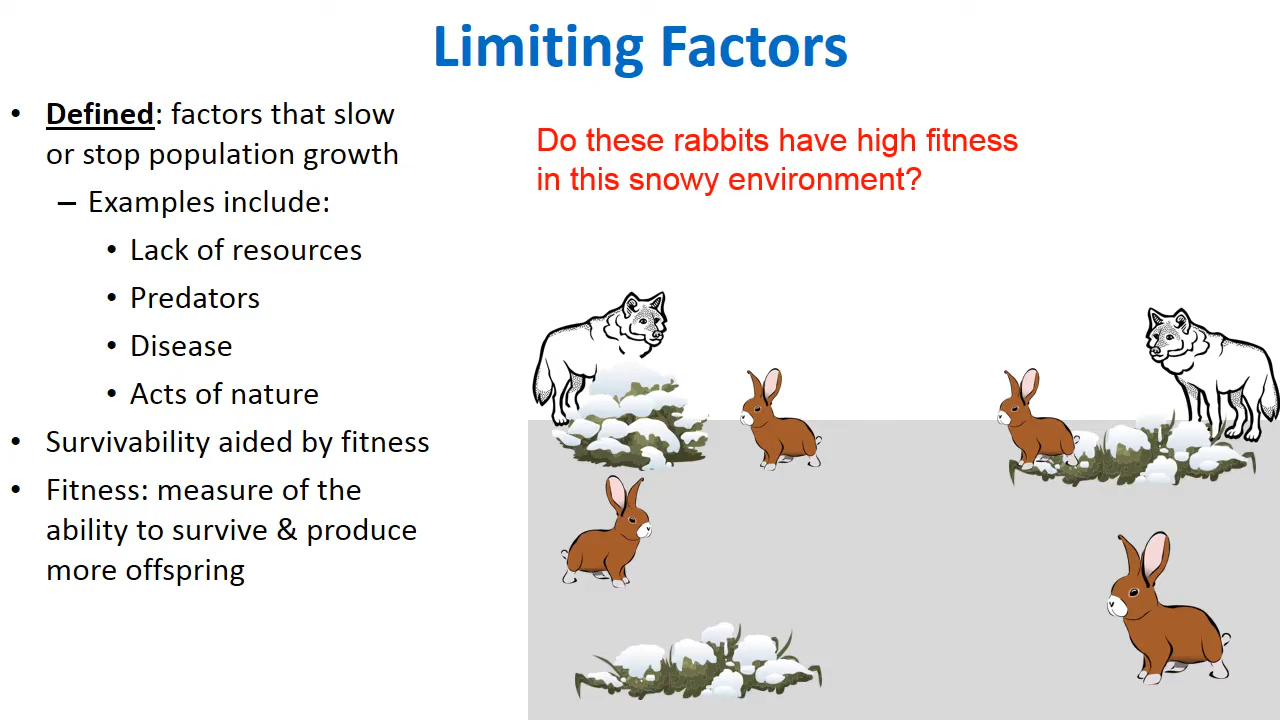 Limiting Factors
• Defined: factors that slow
or stop population growth
– Examples include:
• Lack of resources
• Predators
• Disease
• Acts of nature
• Survivability aided by fitness
• Fitness: measure of the
ability to survive & produce
more offspring
Do these rabbits have high fitness
in this snowy environment?